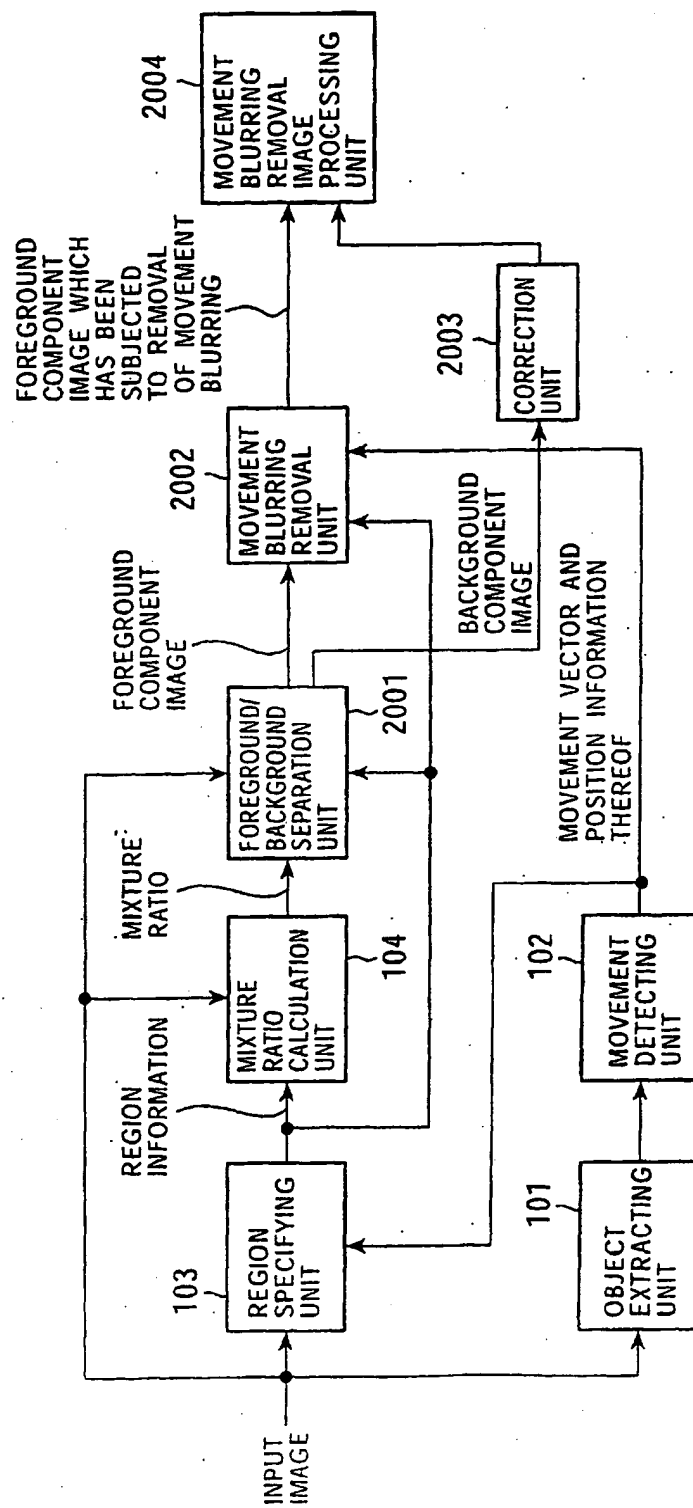 INPUT
IMAGE
103
REGION
SPECIFYING
UNIT
REGION
INFORMATION
MIXTURE
RATIO
CALCULATION
UNIT
104
MIXTURE
RATIO
FOREGROUND/
BACKGROUND
SEPARATION
UNIT
2001
FOREGROUND
COMPONENT
IMAGE
2002
MOVEMENT
BLURRING
REMOVAL
UNIT
FOREGROUND
COMPONENT
IMAGE WHICH
HAS BEEN
SUBJECTED
TO REMOVAL
OF MOVEMENT
BLURRING
2004
MOVEMENT
BLURRING
REMOVAL
IMAGE
PROCESSING
UNIT
BACKGROUND
COMPONENT
IMAGE
2003
CORRECTION
UNIT
101
OBJECT
EXTRACTING
UNIT
102
MOVEMENT
DETECTING
UNIT
MOVEMENT VECTOR AND
POSITION INFORMATION
THEREOF